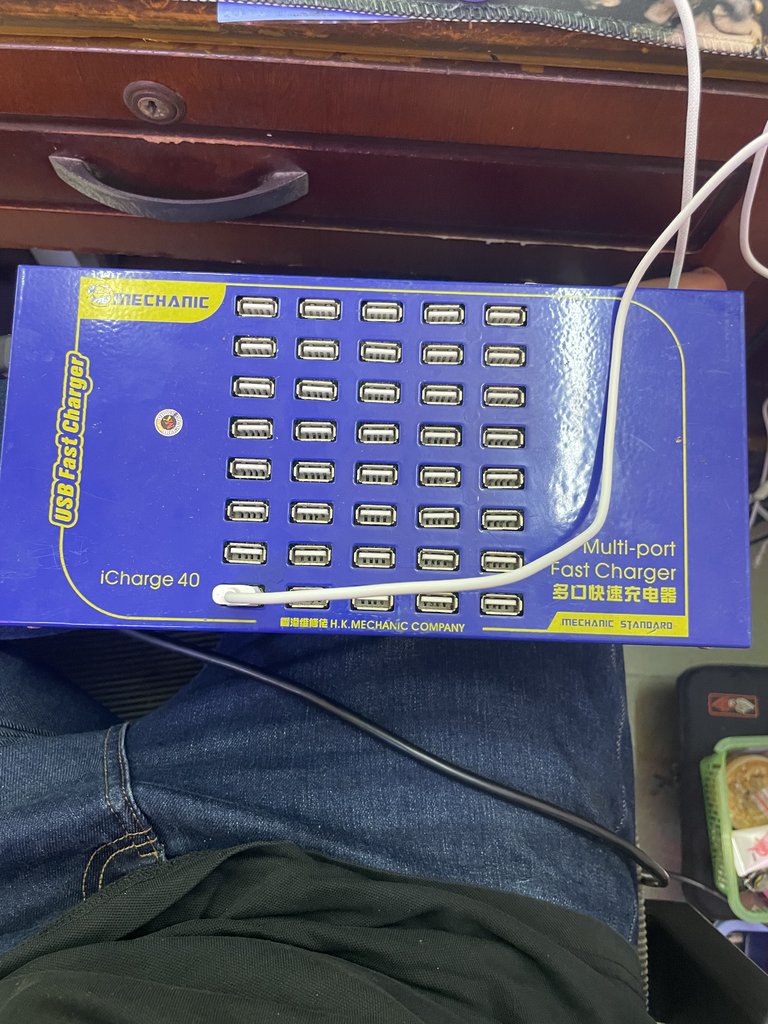 MECHANIC
USB Fast Charger
iCharge 40
Multi-port
Fast Charger
多口快速充电器
MECHANIC STANDARD
H.K.MECHANIC COMPANY